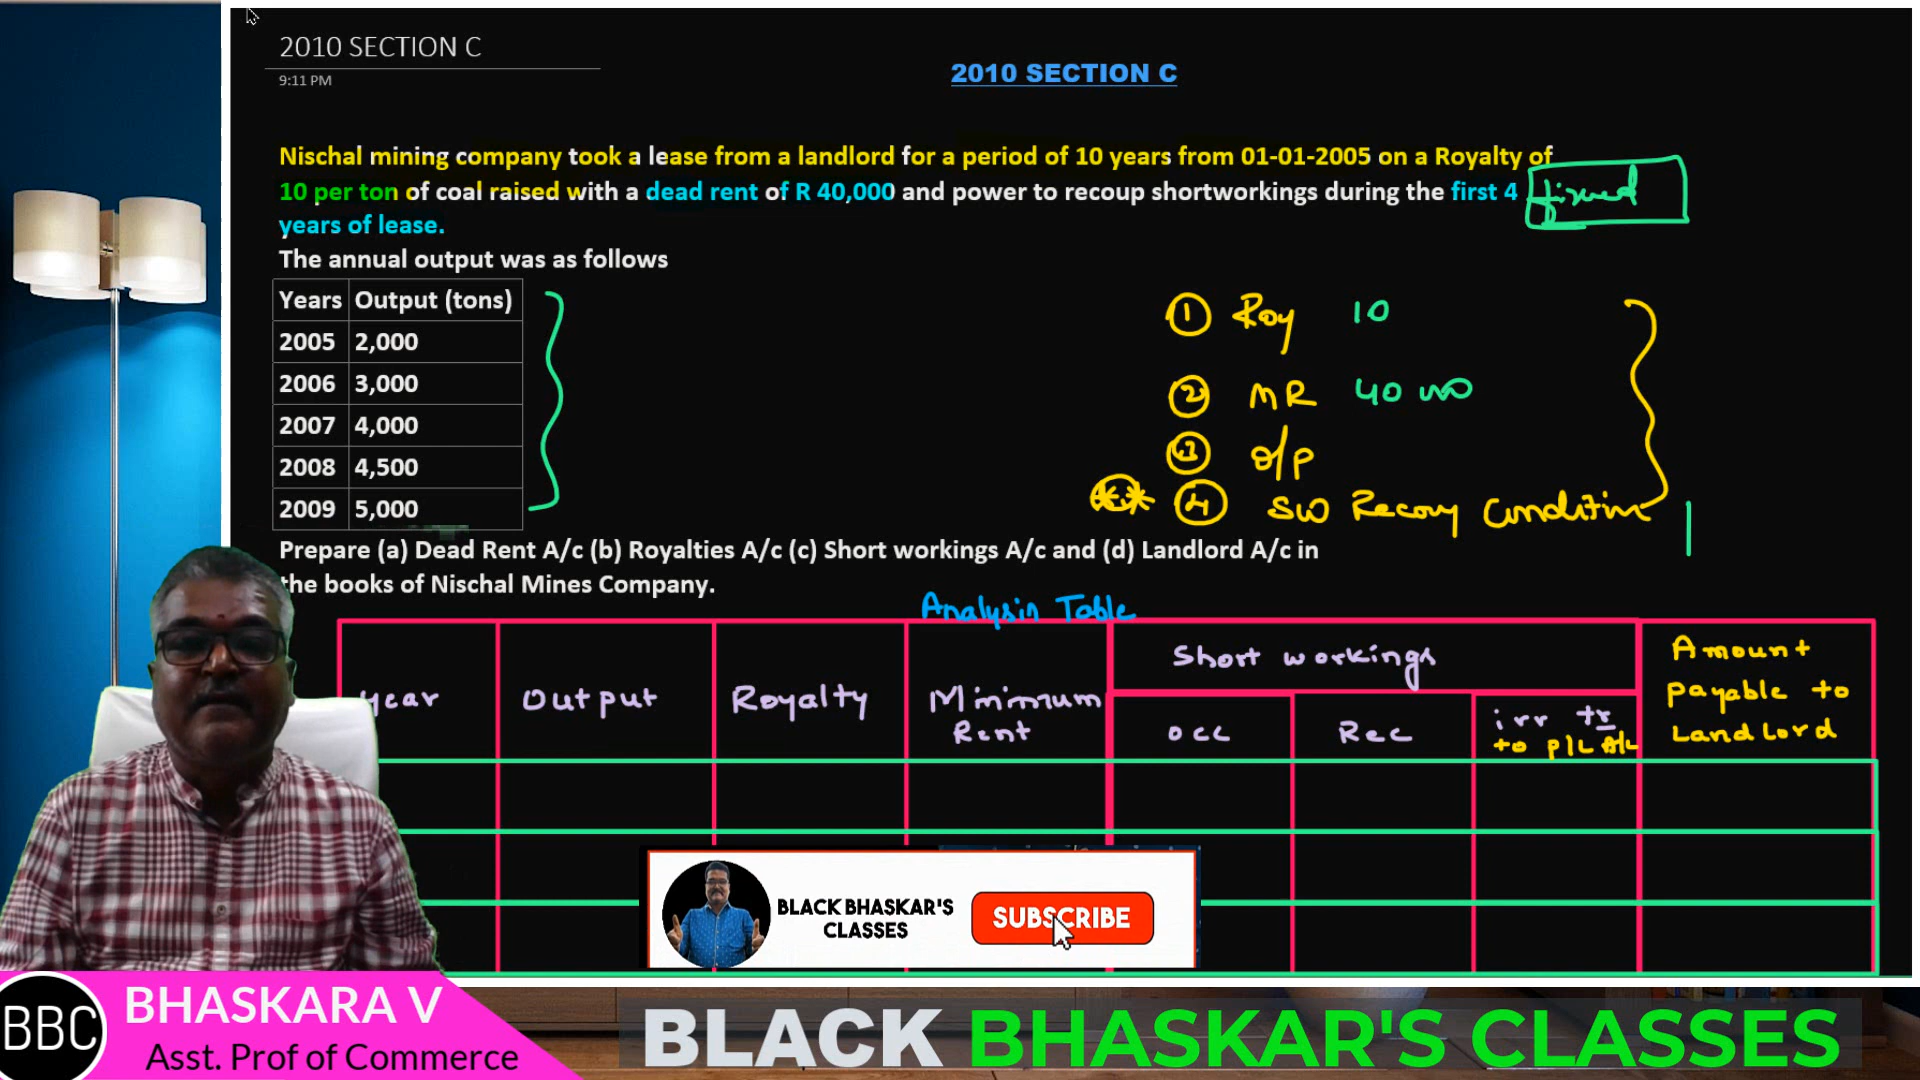 2010 SECTION C
9:11 PM
2010 SECTION C
Nischal mining company took a lease from a landlord for a period of 10 years from 01-01-2005 on a Royalty of
10 per ton of coal raised with a dead rent of R 40,000 and power to recoup shortworkings during the first 4
years of lease.
fixed
The annual output was as follows
Years Output (tons)
2005 2,000
2006 3,000
2007 4,000
2008 4,500
2009 5,000
① Roy 10
② MR 40 000
③ o/p
** ④ SW Recovy Condition
Prepare (a) Dead Rent A/c (b) Royalties A/c (c) Short workings A/c and (d) Landlord A/c in
the books of Nischal Mines Company.
Analysis Table
year Output Royalty Minimum Rent Short workings Amount payable to Landlord
occ Rec irr tr to P/L A/c
BLACK BHASKAR'S
CLASSES
SUBSCRIBE
BBC
BHASKARA V
Asst. Prof of Commerce
BLACK BHASKAR'S CLASSES